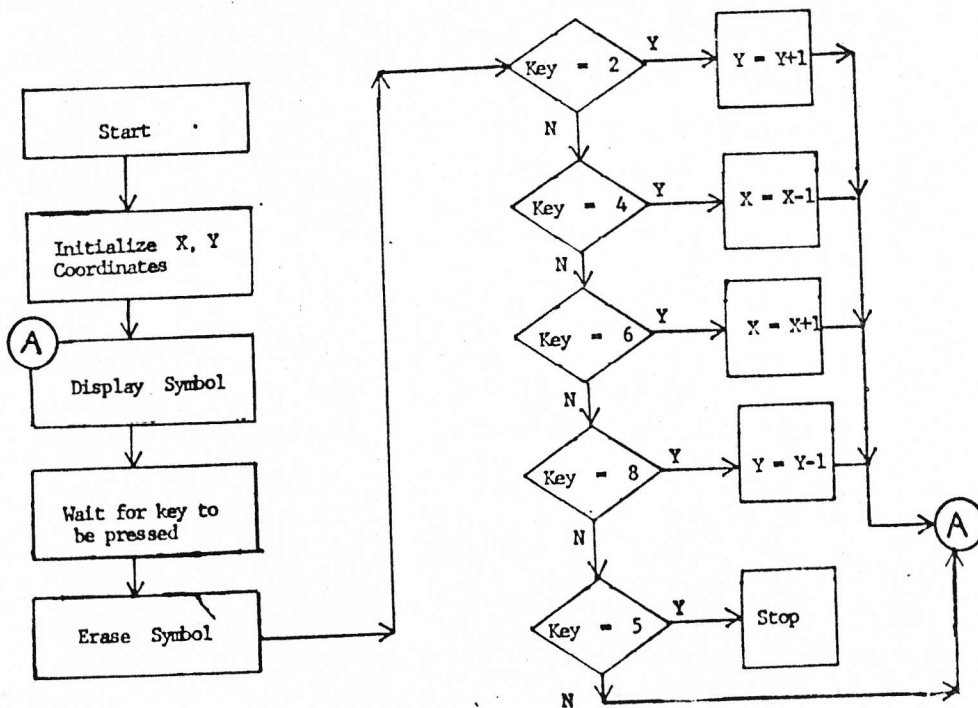 Start
Initialize X, Y
Coordinates
A
Display Symbol
Wait for key to
be pressed
Erase Symbol
Key = 2
Y
Y = Y+1
N
Key = 4
Y
X = X-1
N
Key = 6
Y
X = X+1
N
Key = 8
Y
Y = Y-1
N
A
Key = 5
Y
Stop
N